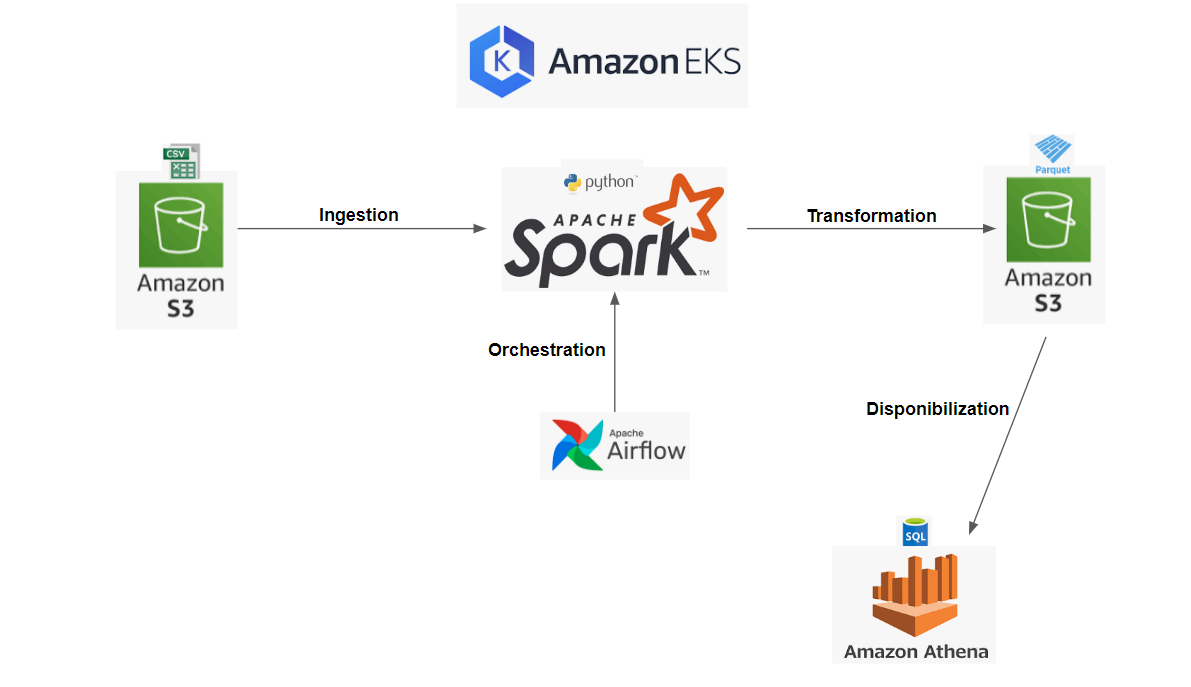 K
Amazon EKS
CSV
Amazon
S3
Ingestion
python™
APACHE
Spark™
Transformation
Parquet
Amazon
S3
Orchestration
Apache
Airflow
Disponibilization
SQL
Amazon Athena